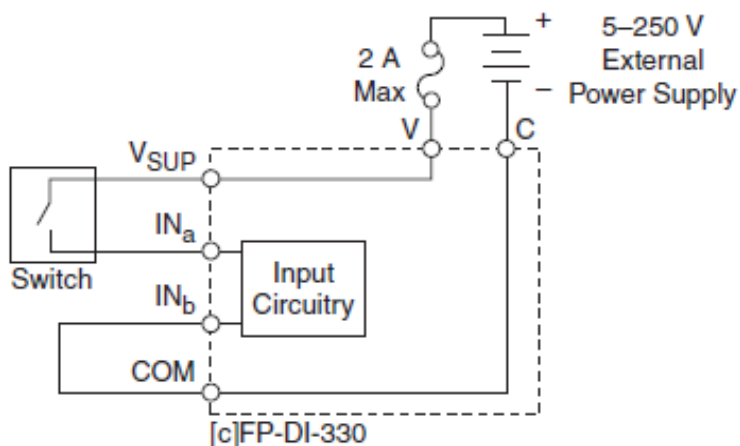 +
5–250 V
External
Power Supply
–
2 A
Max
V
C
VSUP
INa
Switch
INb
Input
Circuitry
COM
[c]FP-DI-330